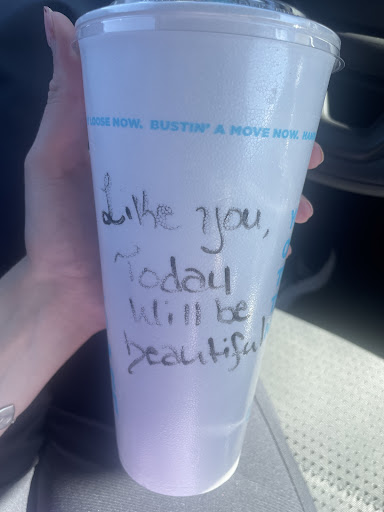 LOOSE NOW. BUSTIN' A MOVE NOW.
Like you,
Today
Will be
beautiful